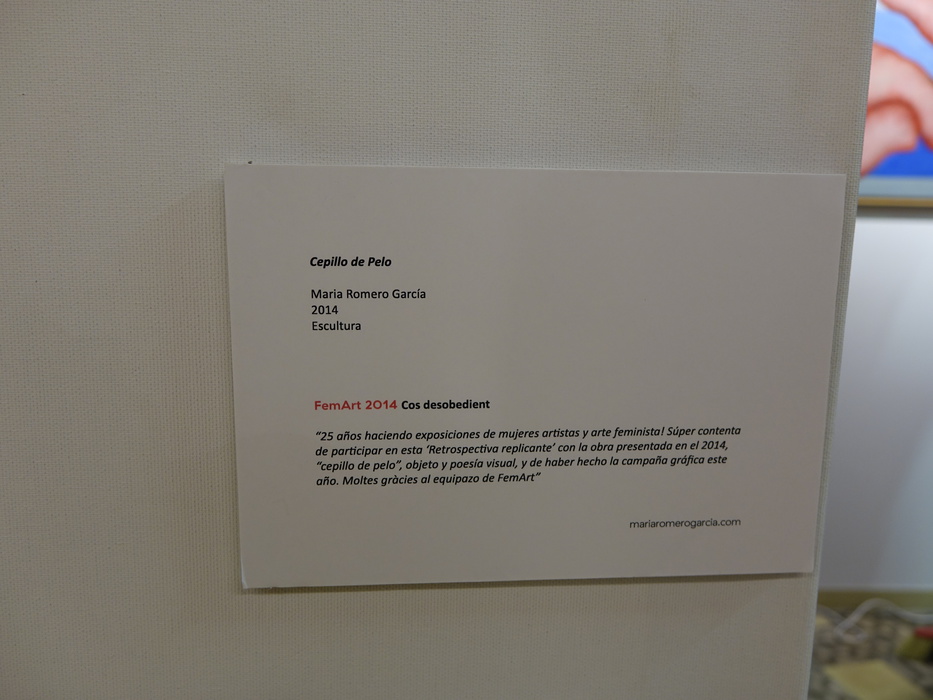 Cepillo de Pelo
Maria Romero García
2014
Escultura
FemArt 2014 Cos desobedient
“25 años haciendo exposiciones de mujeres artistas y arte feminista! Súper contenta
de participar en esta ‘Retrospectiva replicante’ con la obra presentada en el 2014,
“cepillo de pelo”, objeto y poesía visual, y de haber hecho la campaña gráfica este
año. Moltes gràcies al equipazo de FemArt”
mariaromerogarcia.com